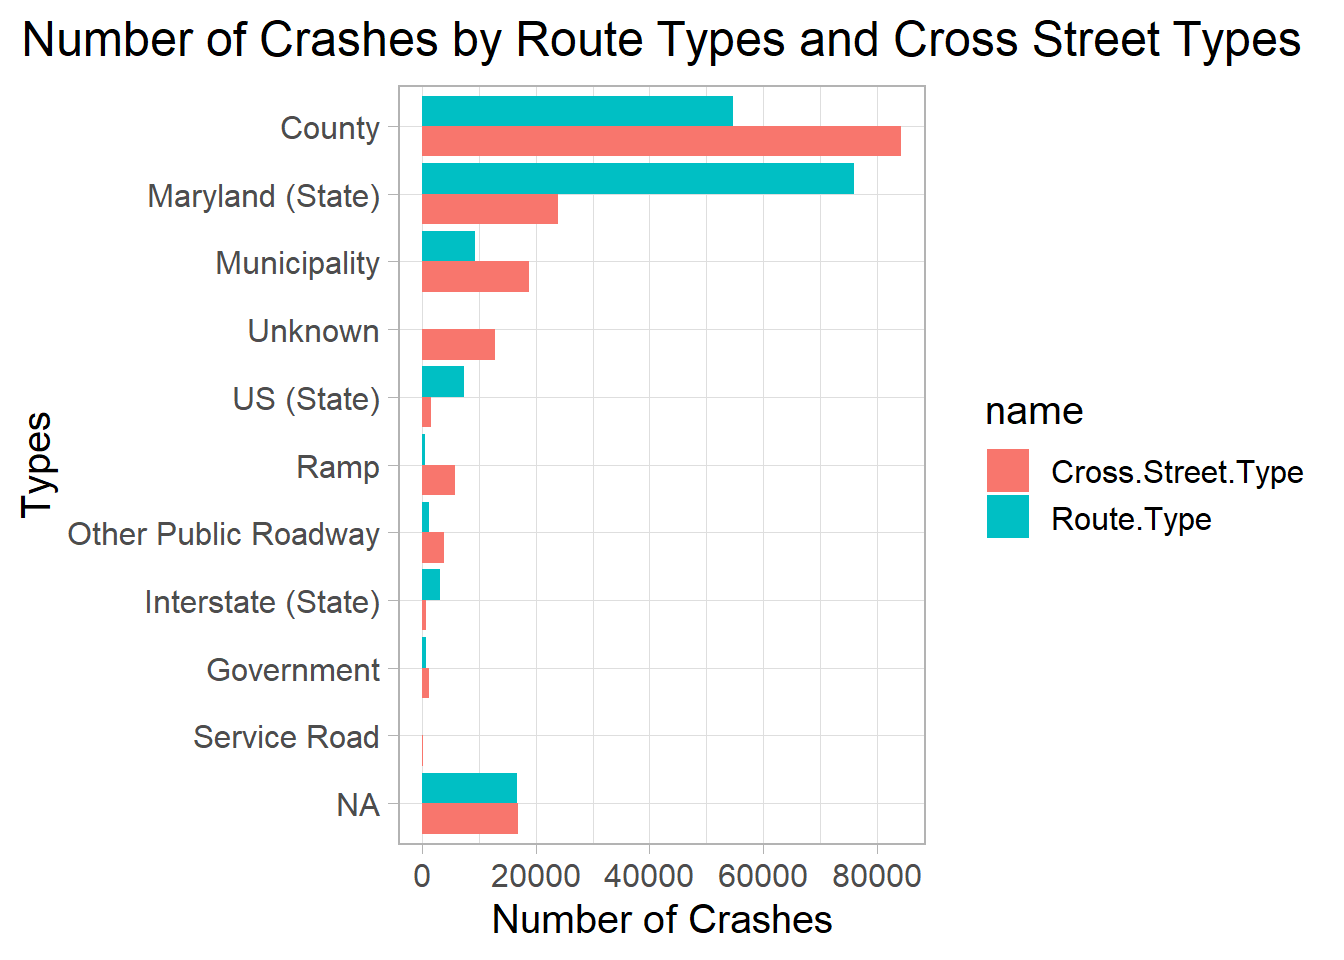 Number of Crashes by Route Types and Cross Street Types
County
Maryland (State)
Municipality
Unknown
US (State)
Ramp
Other Public Roadway
Interstate (State)
Government
Service Road
NA
Types
0 20000 40000 60000 80000
Number of Crashes
name
Cross.Street.Type
Route.Type